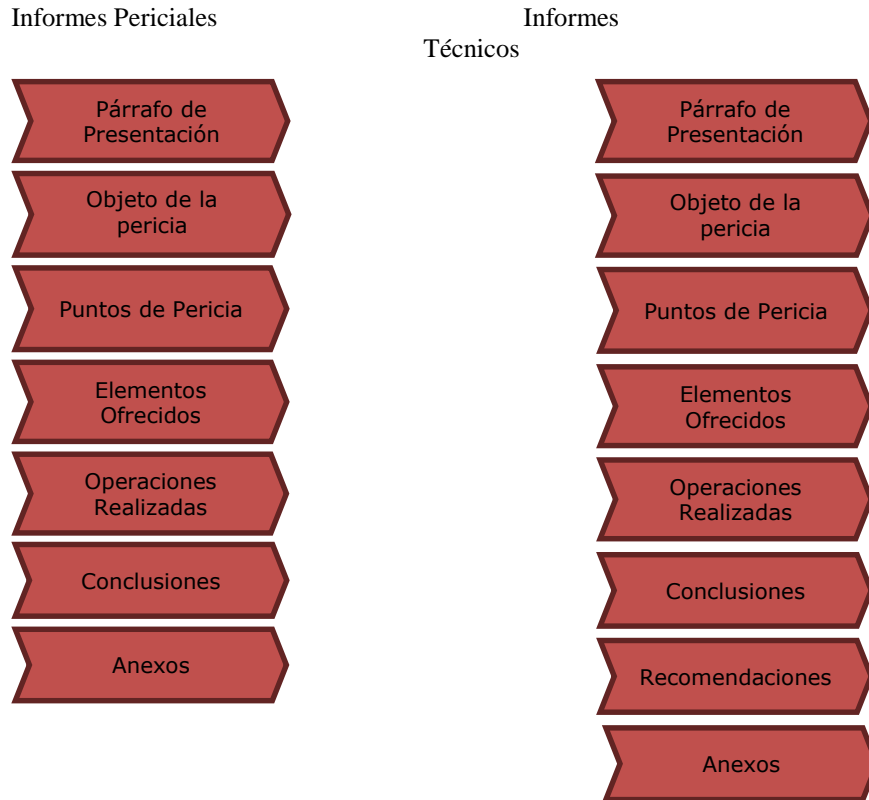 Informes Periciales
Informes
Técnicos
Párrafo de
Presentación
Objeto de la
pericia
Puntos de Pericia
Elementos
Ofrecidos
Operaciones
Realizadas
Conclusiones
Anexos
Párrafo de
Presentación
Objeto de la
pericia
Puntos de Pericia
Elementos
Ofrecidos
Operaciones
Realizadas
Conclusiones
Recomendaciones
Anexos